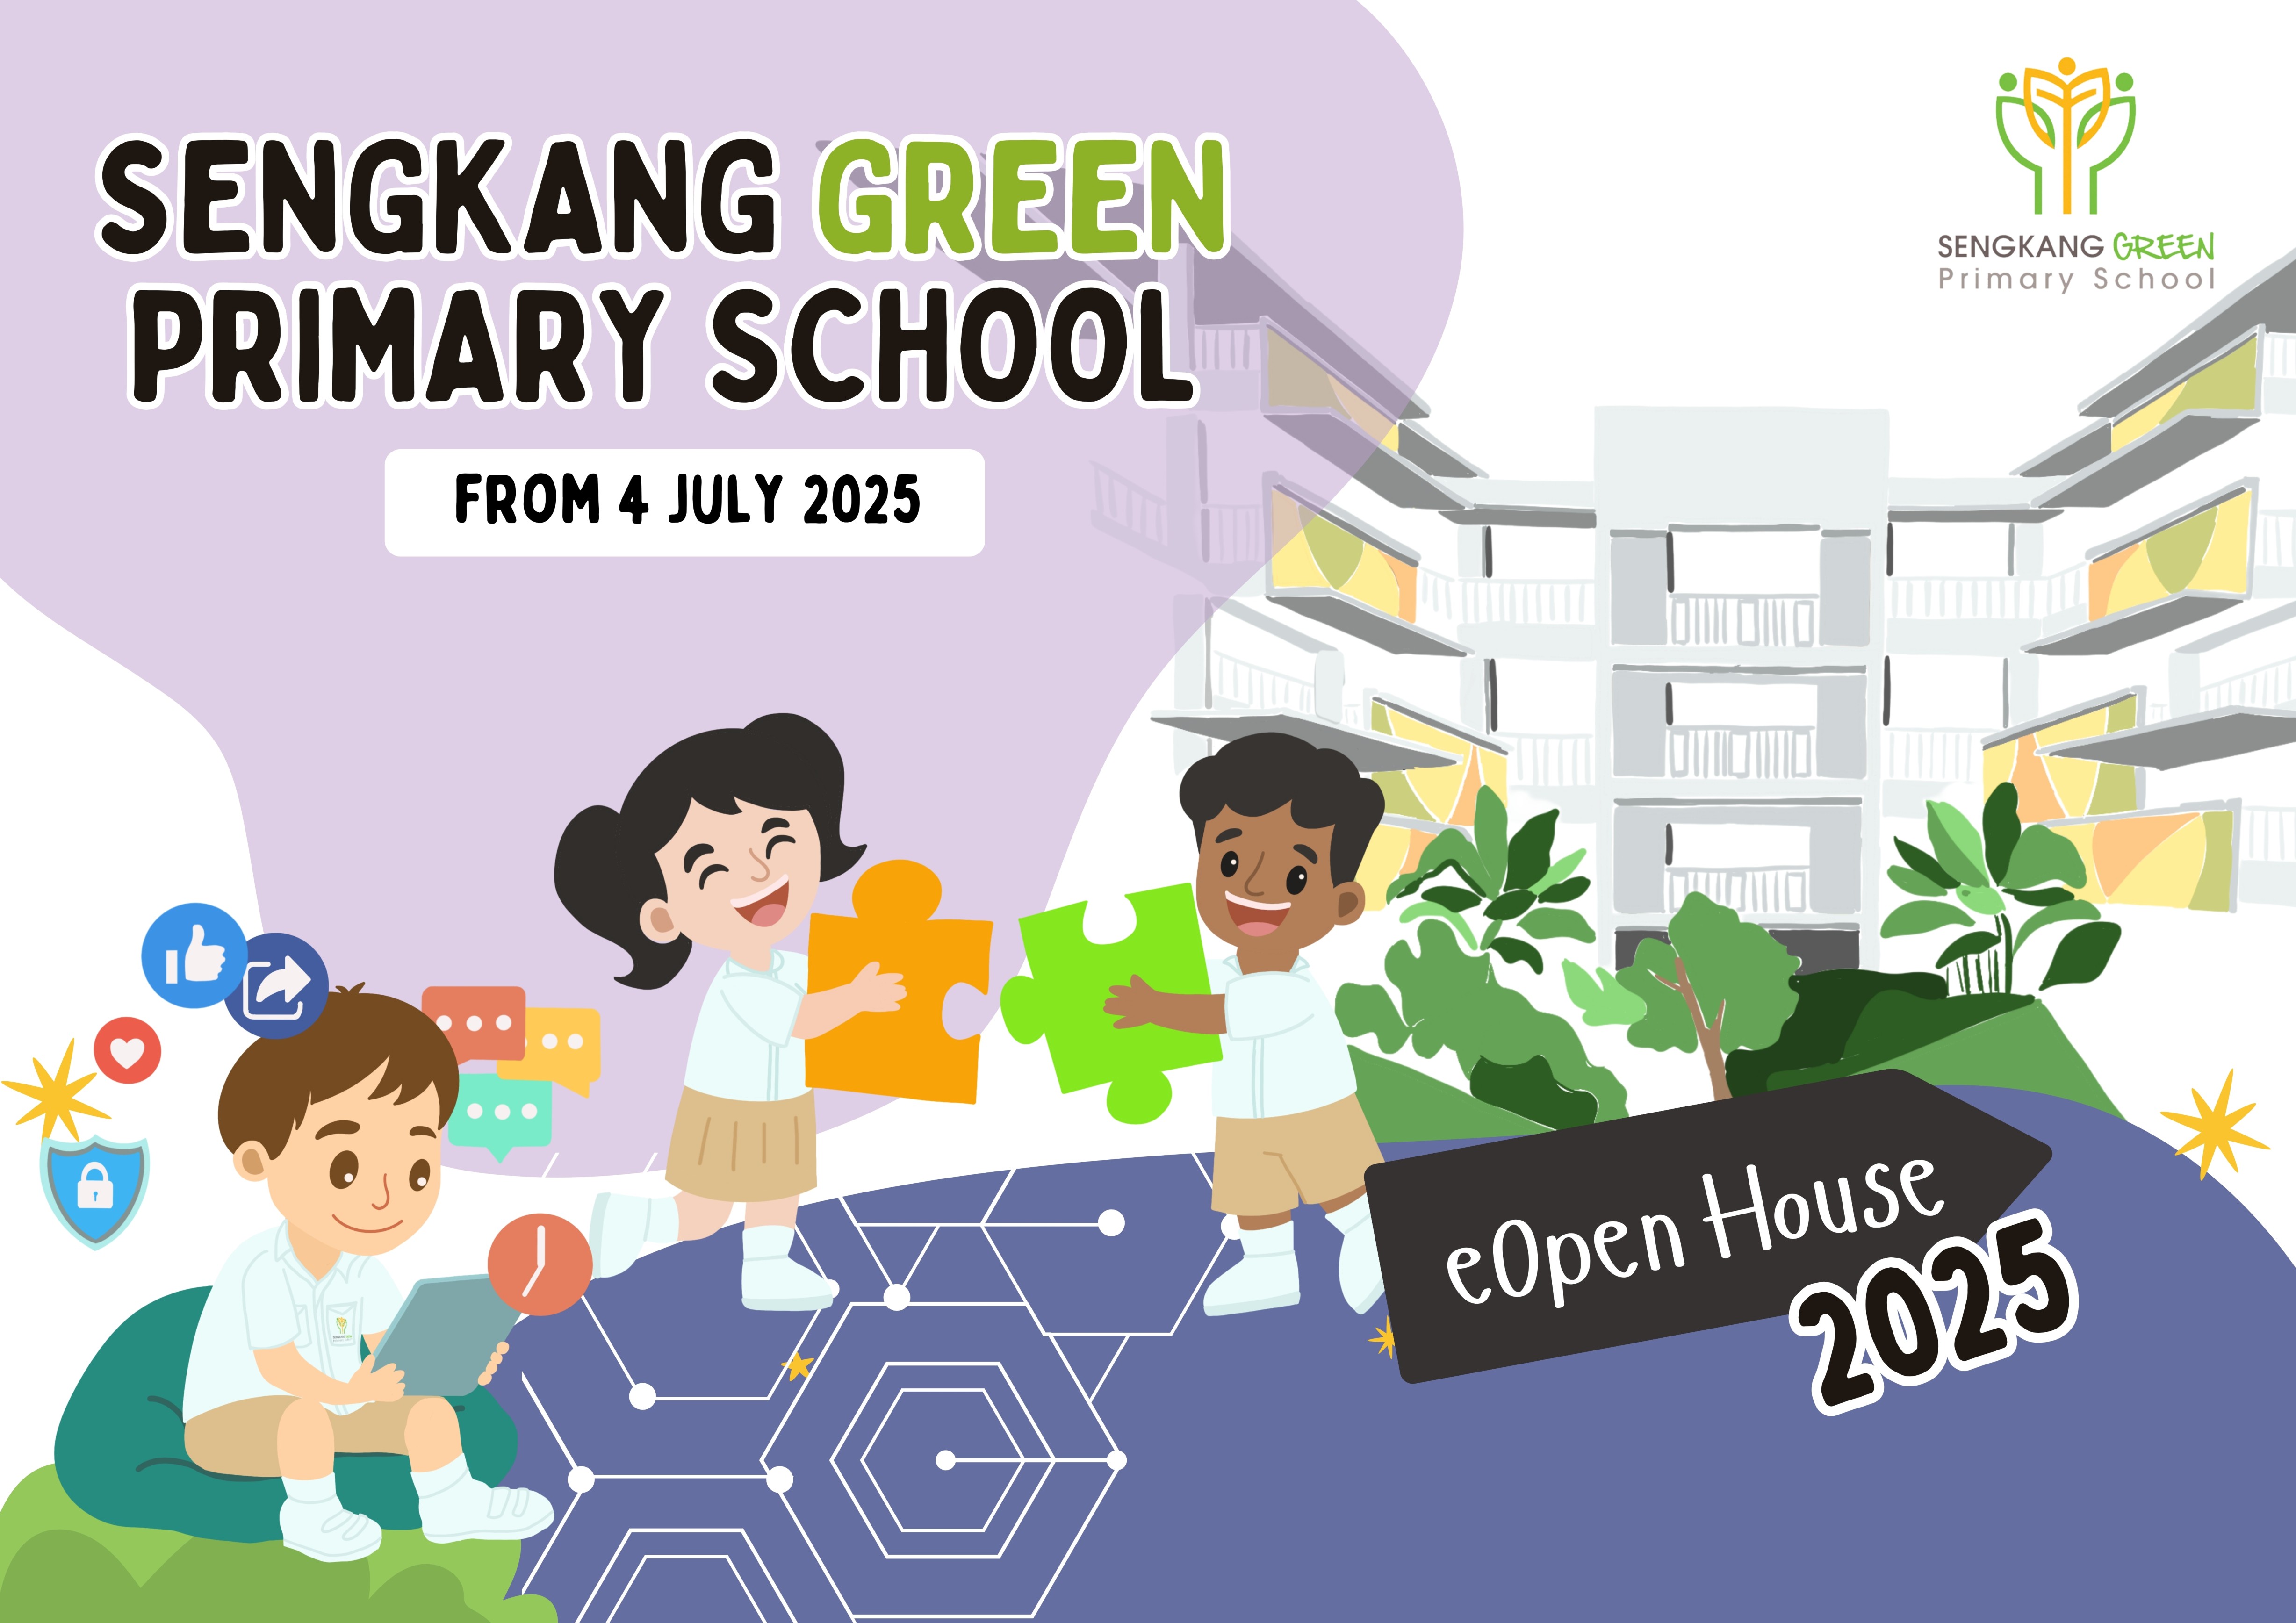 SENGKANG GREEN
PRIMARY SCHOOL
FROM 4 JULY 2025
SENGKANG GREEN
Primary School
eOpen House
2025